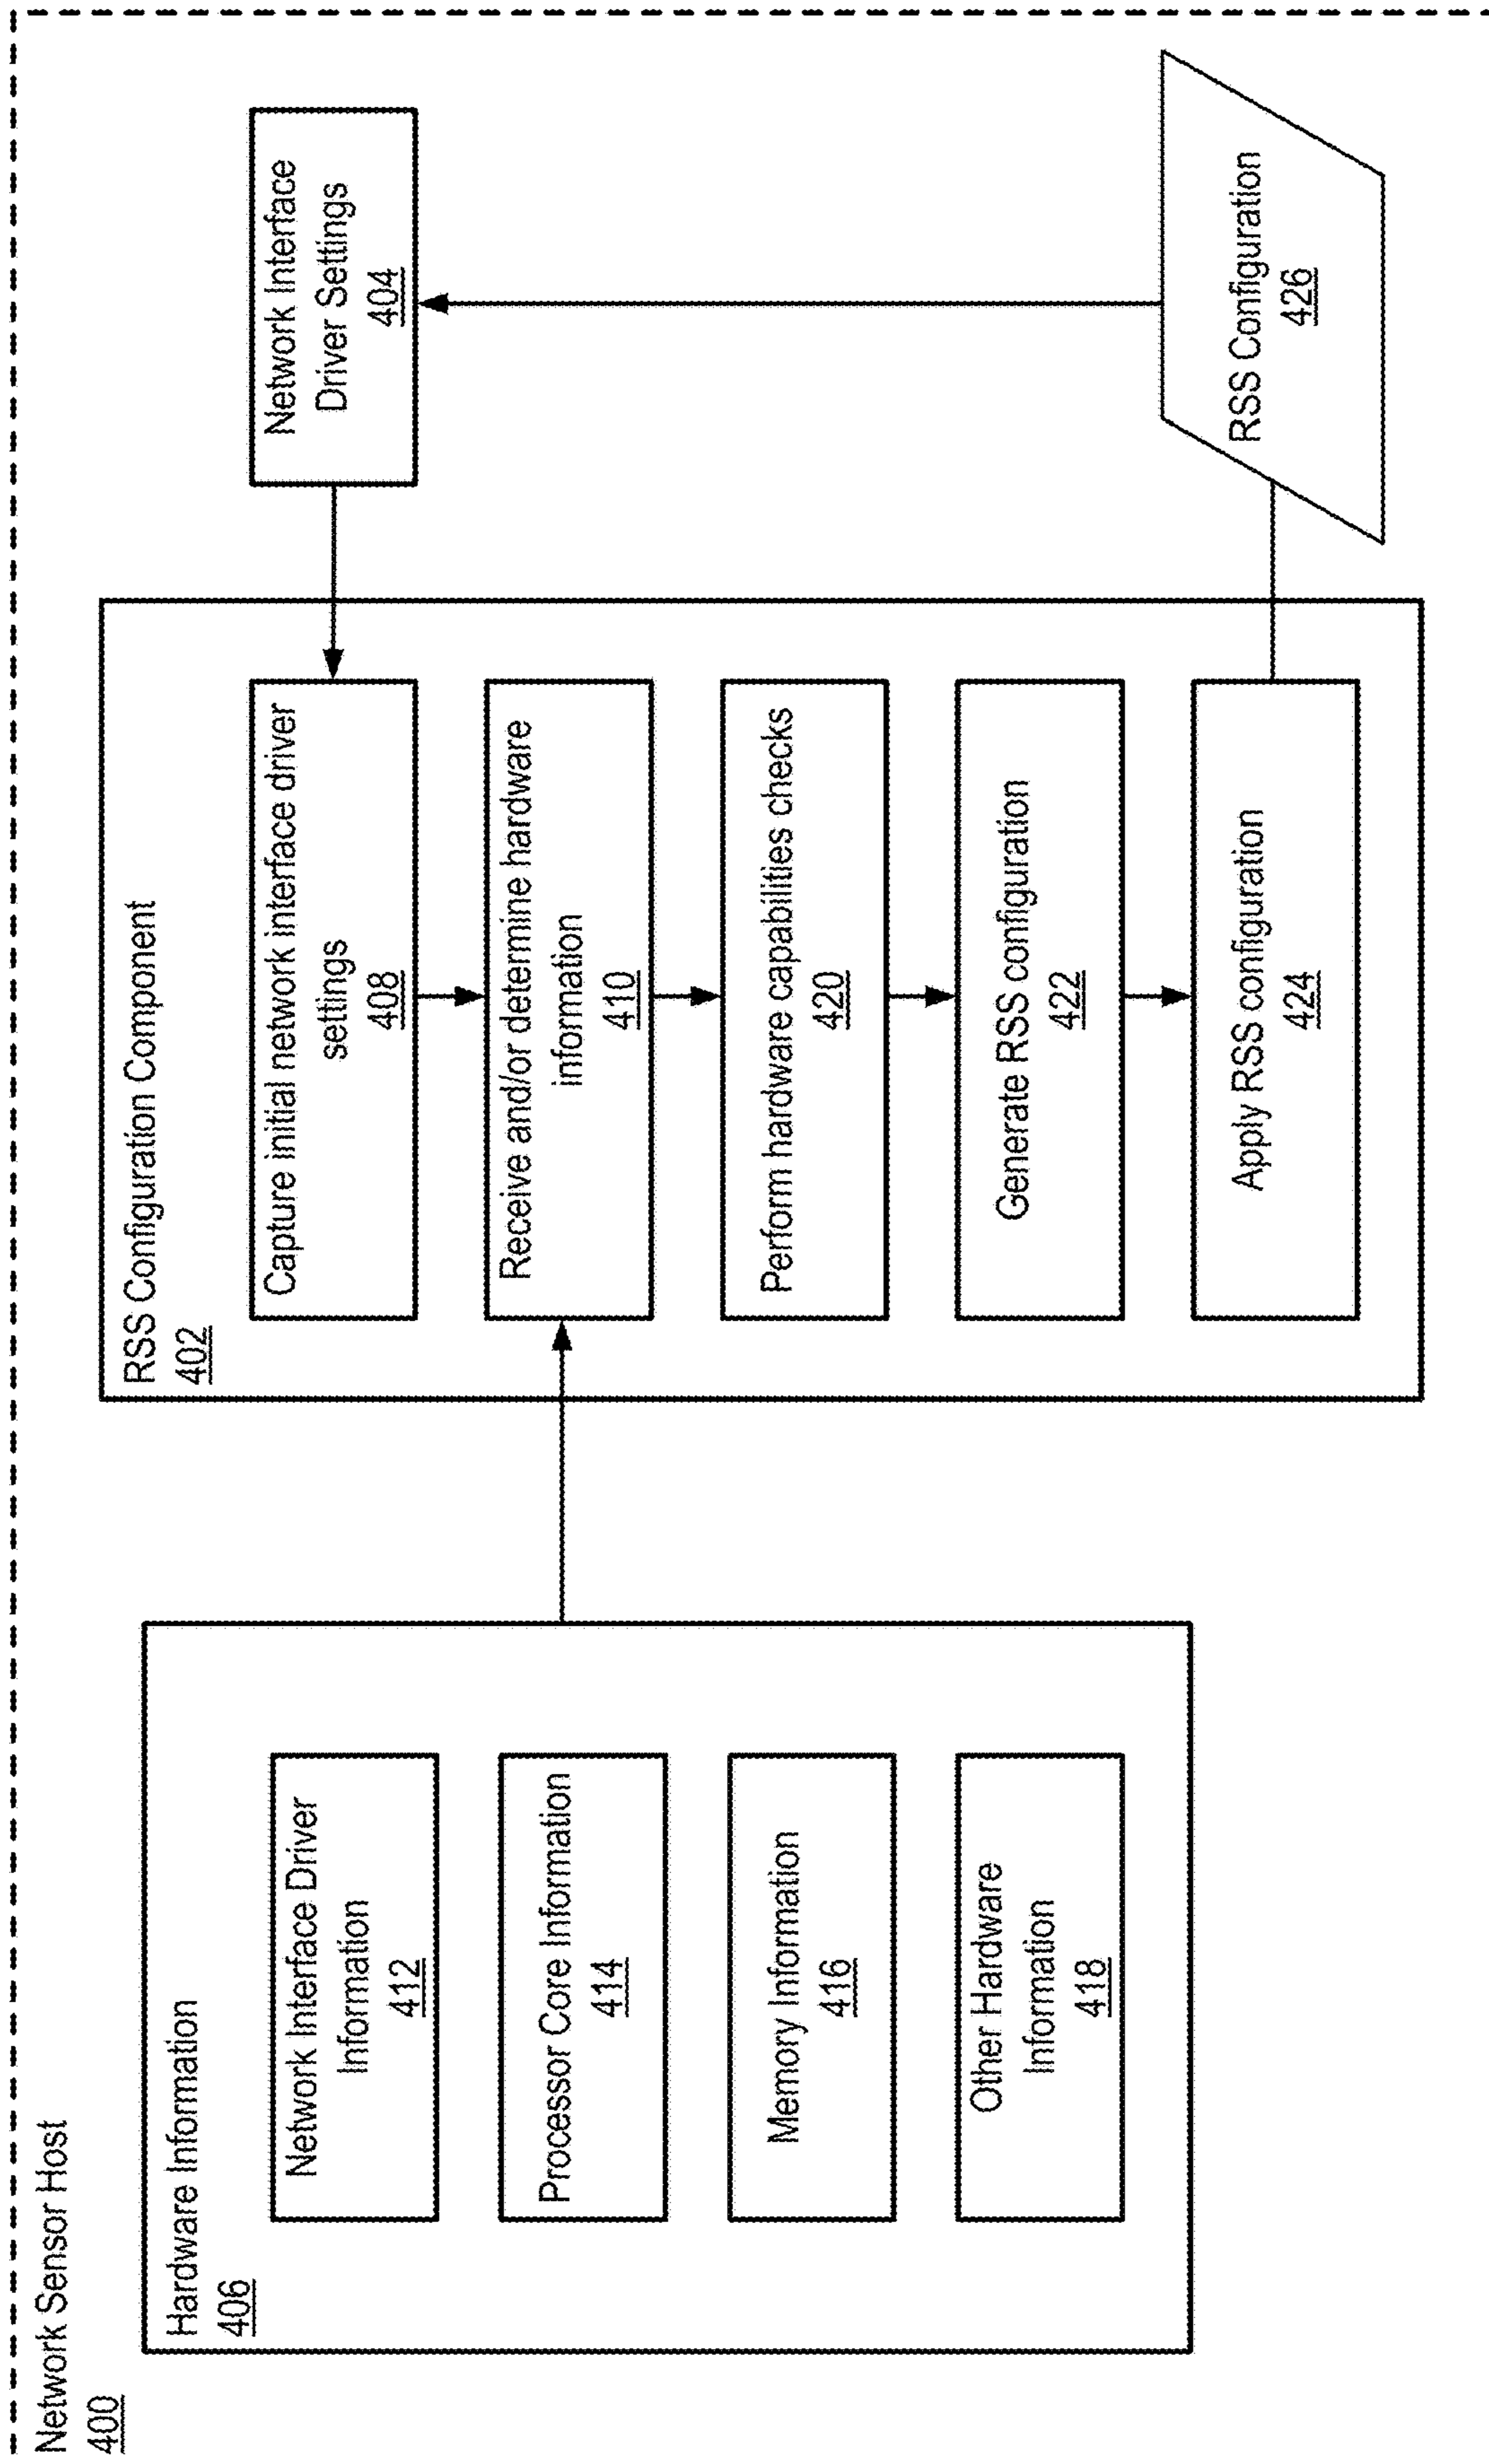 Network Sensor Host
400
Hardware Information
406
Network Interface Driver
Information
412
Processor Core Information
414
Memory Information
416
Other Hardware
Information
418
RSS Configuration Component
402
Capture initial network interface driver
settings
408
Receive and/or determine hardware
information
410
Perform hardware capabilities checks
420
Generate RSS configuration
422
Apply RSS configuration
424
Network Interface
Driver Settings
404
RSS Configuration
426